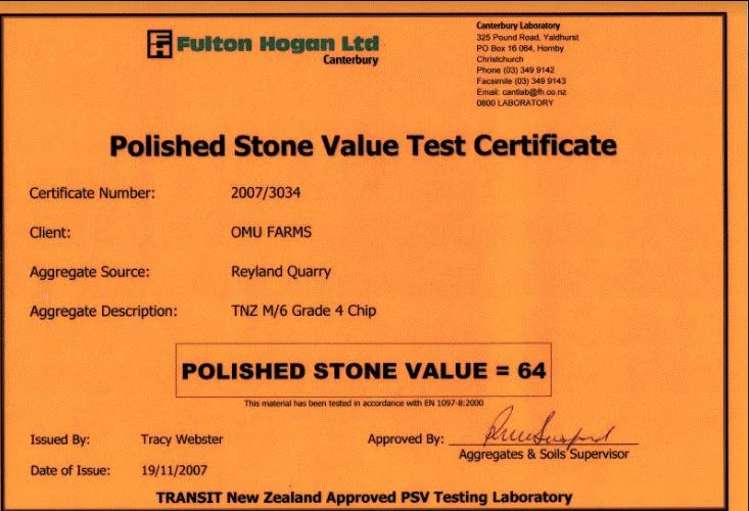 Fulton Hogan Ltd
Canterbury
Canterbury Laboratory
325 Pound Road, Yaldhurst
PO Box 16 064, Hornby
Christchurch
Phone (03) 349 9142
Facsimile (03) 349 9143
Email: cantlab@fh.co.nz
0800 LABORATORY
Polished Stone Value Test Certificate
Certificate Number: 2007/3034
Client: OMU FARMS
Aggregate Source: Reyland Quarry
Aggregate Description: TNZ M/6 Grade 4 Chip
POLISHED STONE VALUE = 64
This material has been tested in accordance with EN 1097-8:2000
Issued By: Tracy Webster Approved By:
Aggregates & Soils Supervisor
Date of Issue: 19/11/2007
TRANSIT New Zealand Approved PSV Testing Laboratory